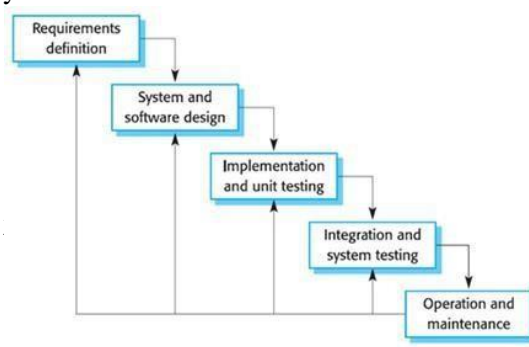 Requirements
definition
System and
software design
Implementation
and unit testing
Integration and
system testing
Operation and
maintenance